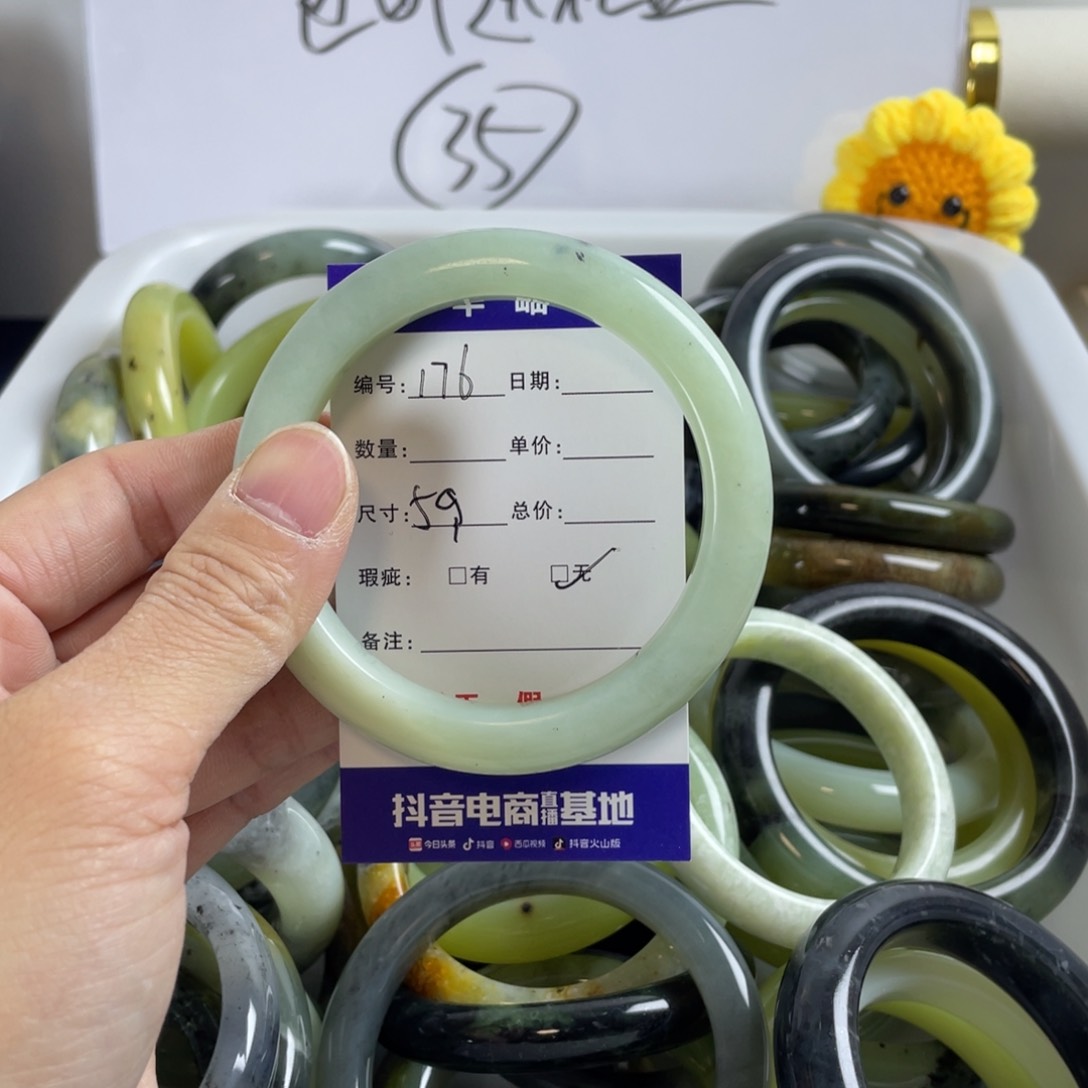 35
编号: 176 日期:
数量: 单价:
尺寸: 59 总价:
瑕疵: □有 □无
备注:
抖音电商直播基地
今日头条 抖音 西瓜视频 抖音火山版